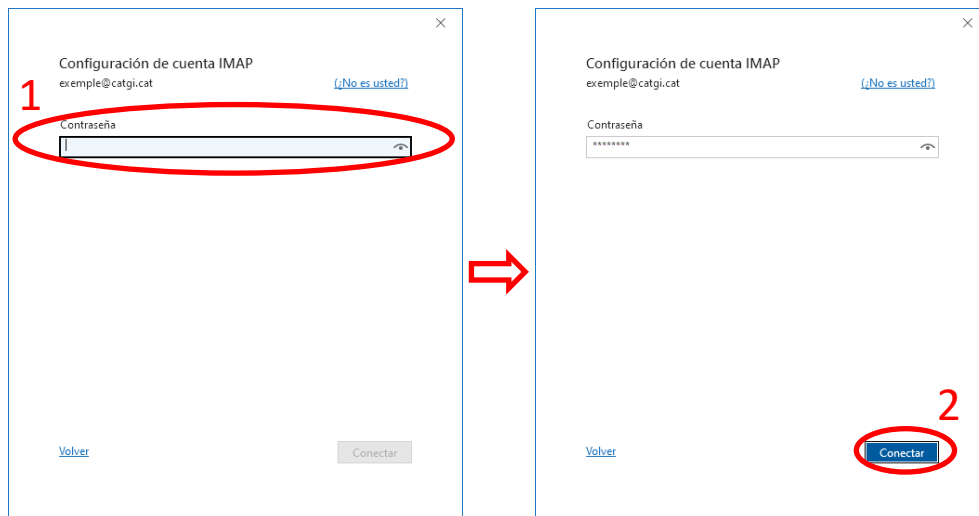 Configuración de cuenta IMAP
exemple@catgi.cat (¿No es usted?)
1
Contraseña
Volver Conectar
Configuración de cuenta IMAP
exemple@catgi.cat (¿No es usted?)
Contraseña
********
2
Volver Conectar